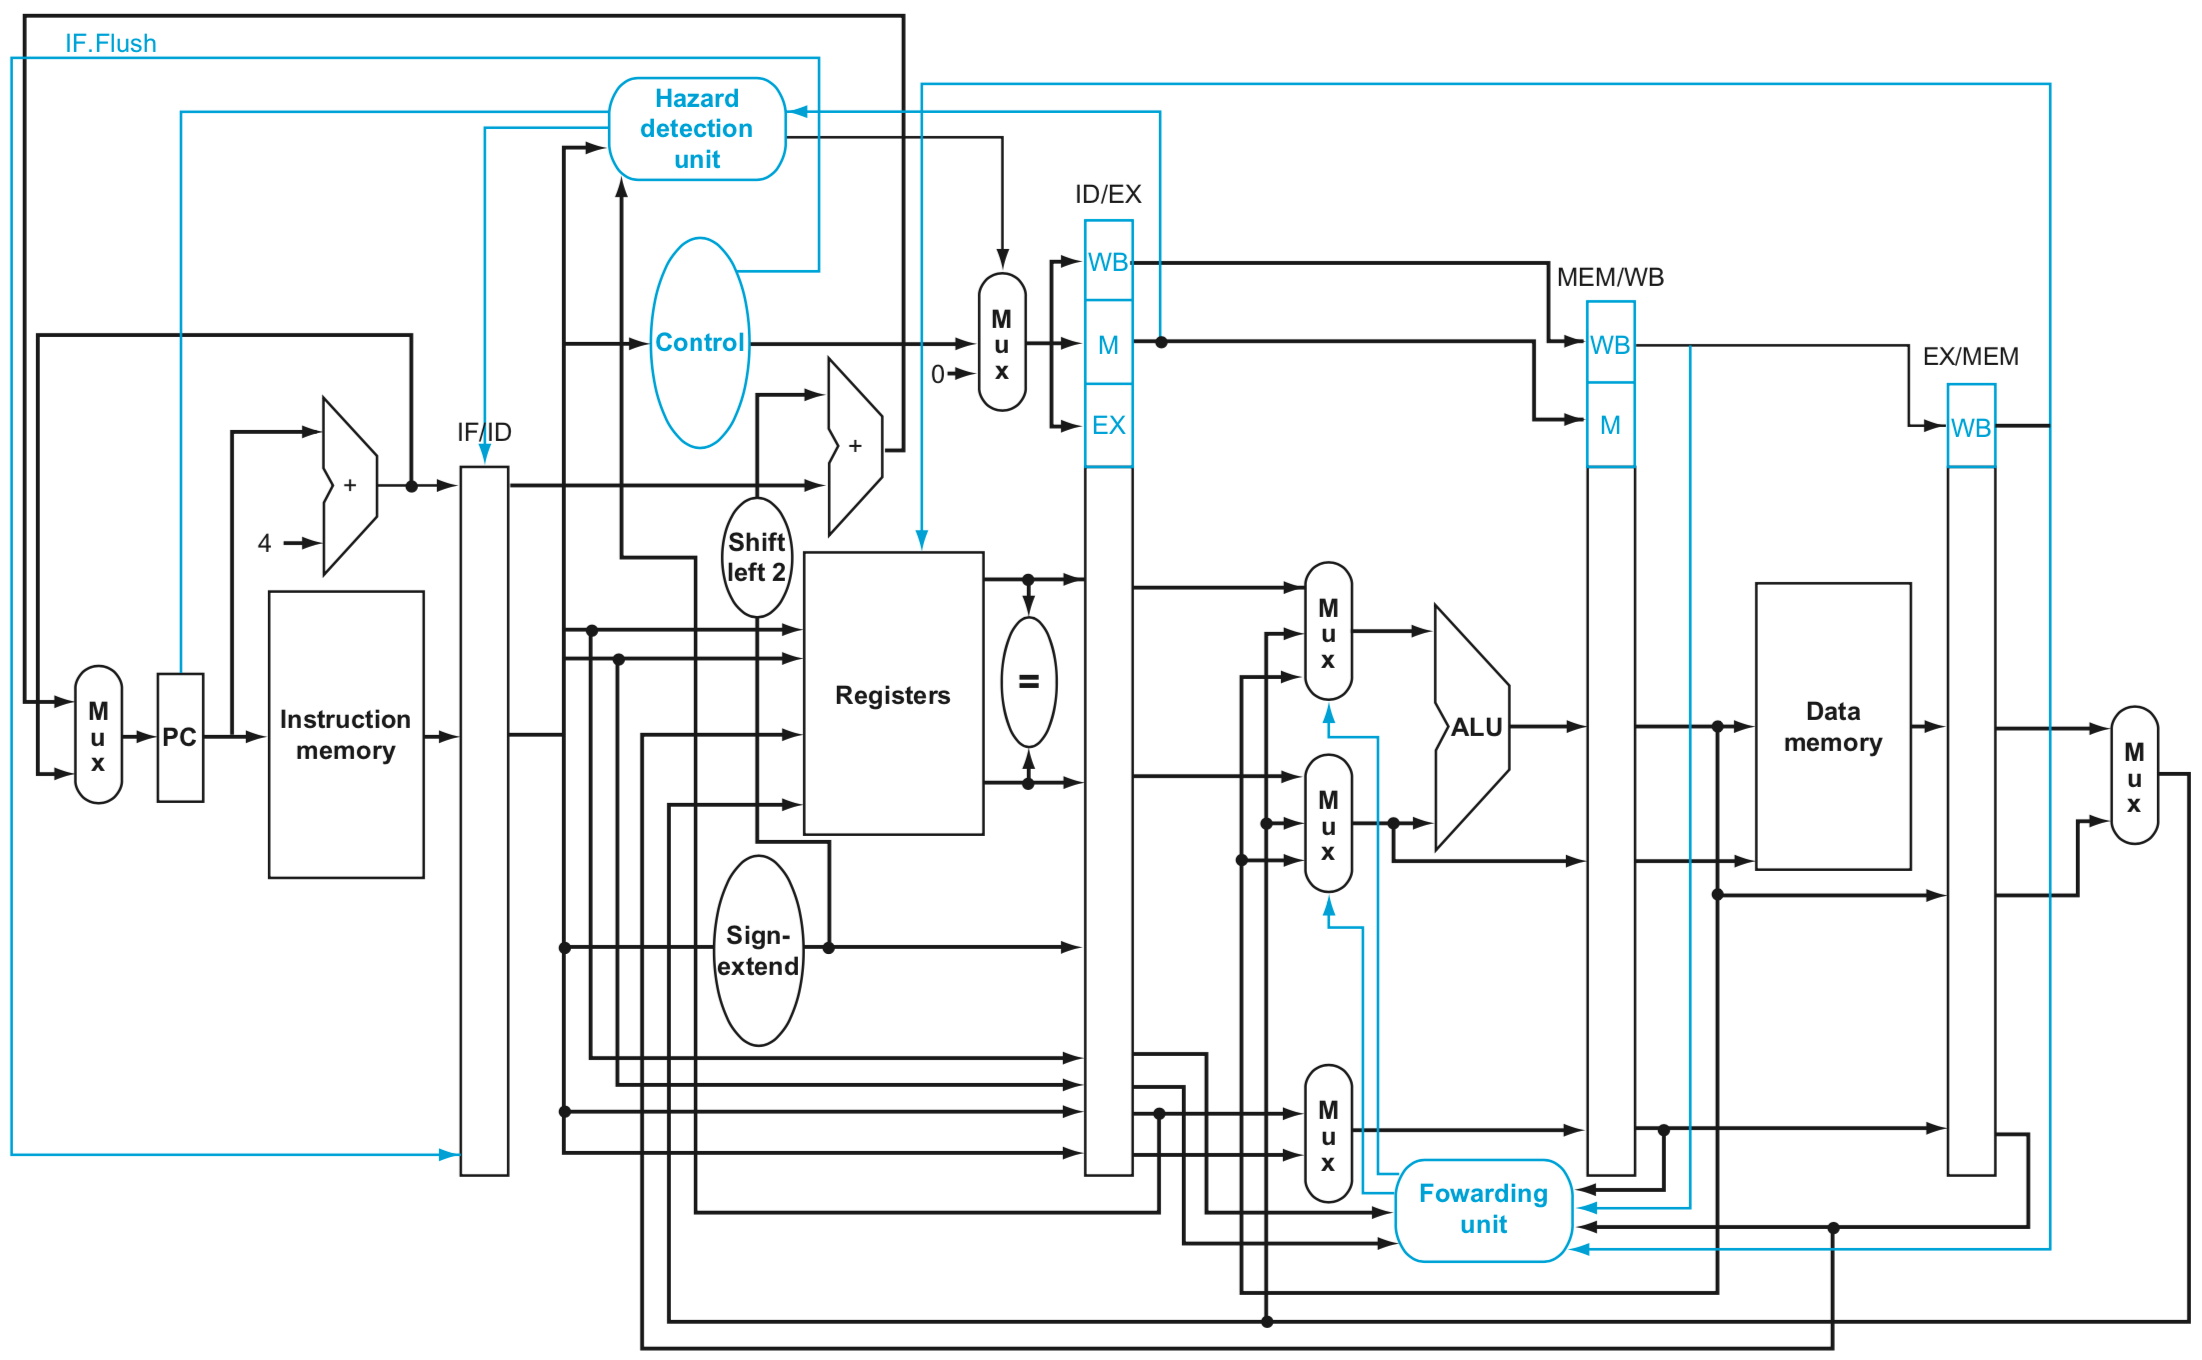 IF.Flush
Hazard
detection
unit
ID/EX
WB
M
EX
MEM/WB
WB
M
EX/MEM
WB
Control
M
u
x
0
+
IF/ID
+
4
Shift
left 2
M
u
x
PC
Instruction
memory
Registers
=
M
u
x
M
u
x
ALU
Data
memory
M
u
x
Sign-
extend
M
u
x
Fowarding
unit